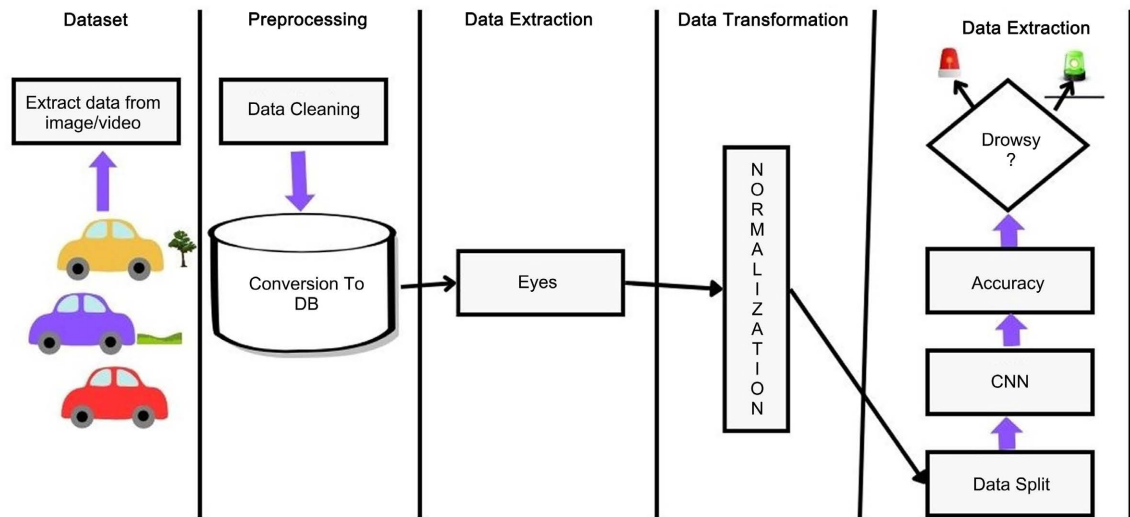 Dataset
Preprocessing
Data Extraction
Data Transformation
Data Extraction
Extract data from
image/video
Data Cleaning
Conversion To
DB
Eyes
NORMALIZATION
Drowsy
?
Accuracy
CNN
Data Split